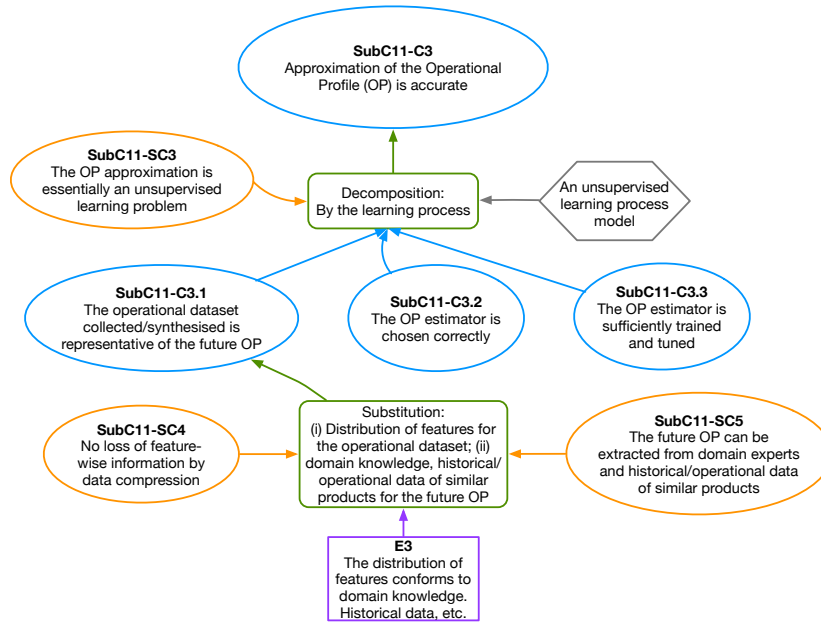 SubC11-C3
Approximation of the Operational
Profile (OP) is accurate
SubC11-SC3
The OP approximation is
essentially an unsupervised
learning problem
Decomposition:
By the learning process
An unsupervised
learning process
model
SubC11-C3.1
The operational dataset
collected/synthesised is
representative of the future OP
SubC11-C3.2
The OP estimator is
chosen correctly
SubC11-C3.3
The OP estimator is
sufficiently trained
and tuned
SubC11-SC4
No loss of feature-
wise information by
data compression
Substitution:
(i) Distribution of features for
the operational dataset; (ii)
domain knowledge, historical/
operational data of similar
products for the future OP
SubC11-SC5
The future OP can be
extracted from domain experts
and historical/operational data
of similar products
E3
The distribution of
features conforms to
domain knowledge.
Historical data, etc.